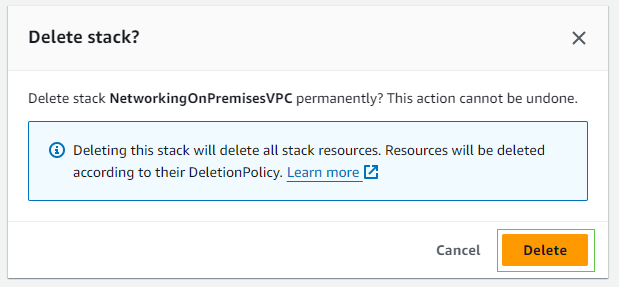 Delete stack?
Delete stack NetworkingOnPremisesVPC permanently? This action cannot be undone.
Deleting this stack will delete all stack resources. Resources will be deleted
according to their DeletionPolicy. Learn more
Cancel Delete